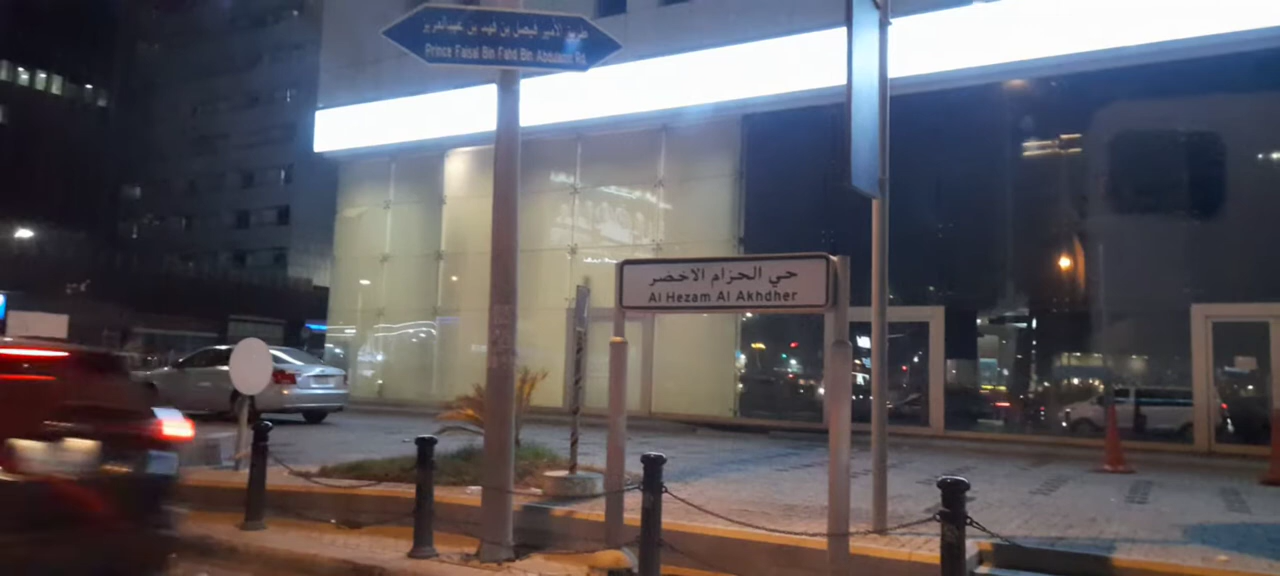 طريق الأمير فيصل بن فهد بن عبدالعزيز
Prince Faisal Bin Fahd Bin Abdulaziz Rd.
حي الحزام الاخضر
Al Hezam Al Akhdher